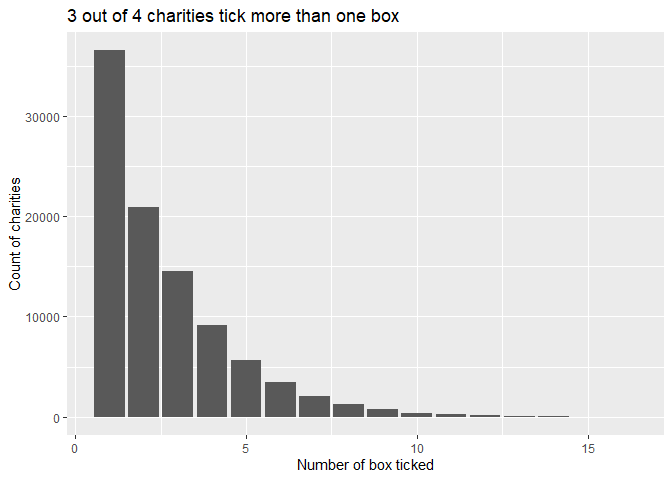 3 out of 4 charities tick more than one box
Count of charities
30000
20000
10000
0
0 5 10 15
Number of box ticked